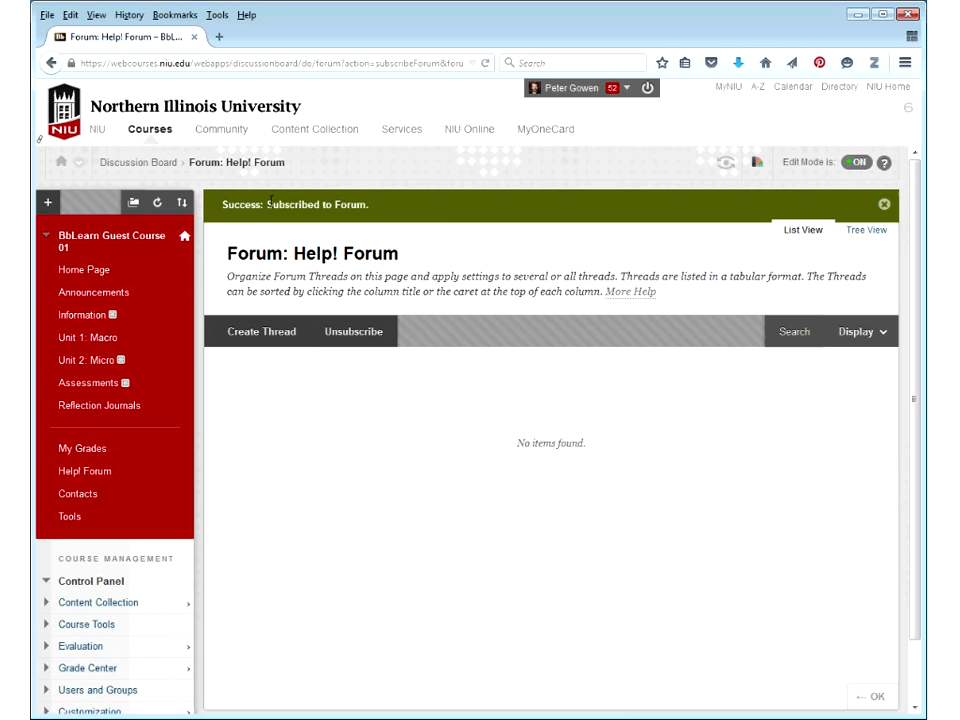 File Edit View History Bookmarks Tools Help
Forum: Help! Forum – BbL... × +
https://webcourses.niu.edu/webapps/discussionboard/do/forum?action=subscribeForum&foru
Search
Peter Gowen 52
MyNIU A-Z Calendar Directory NIU Home
Northern Illinois University
6
NIU
NIU Courses Community Content Collection Services NIU Online MyOneCard
Discussion Board › Forum: Help! Forum
Edit Mode is: ON ?
Success: Subscribed to Forum.
List View Tree View
BbLearn Guest Course
01
Home Page
Announcements
Information
Unit 1: Macro
Unit 2: Micro
Assessments
Reflection Journals
My Grades
Help! Forum
Contacts
Tools
COURSE MANAGEMENT
Control Panel
Content Collection
Course Tools
Evaluation
Grade Center
Users and Groups
Customization
Forum: Help! Forum
Organize Forum Threads on this page and apply settings to several or all threads. Threads are listed in a tabular format. The Threads
can be sorted by clicking the column title or the caret at the top of each column. More Help
Create Thread Unsubscribe Search Display
No items found.
← OK